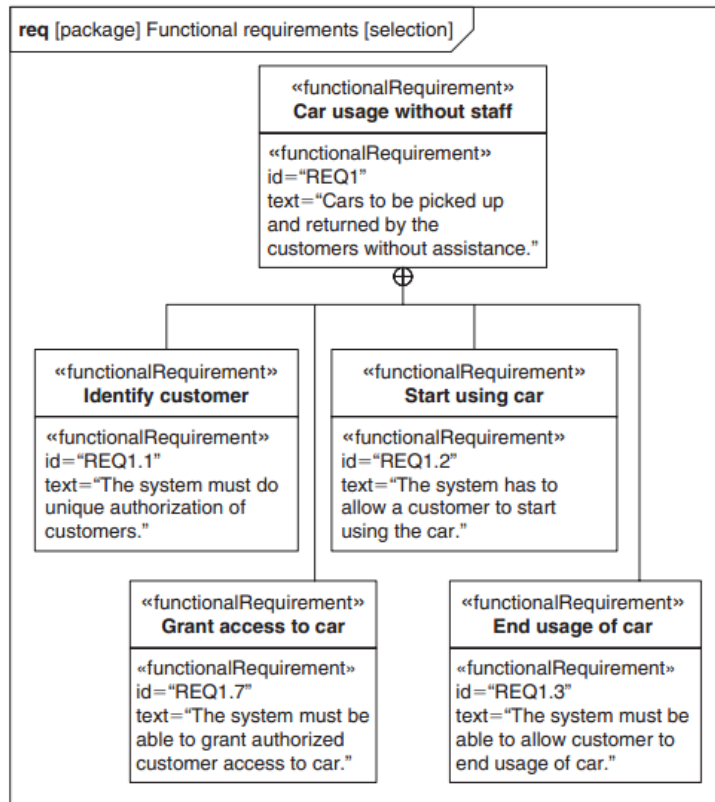 req [package] Functional requirements [selection]
«functionalRequirement»
Car usage without staff
«functionalRequirement»
id=“REQ1”
text=“Cars to be picked up
and returned by the
customers without assistance.”
«functionalRequirement»
Identify customer
«functionalRequirement»
id=“REQ1.1”
text=“The system must do
unique authorization of
customers.”
«functionalRequirement»
Start using car
«functionalRequirement»
id=“REQ1.2”
text=“The system has to
allow a customer to start
using the car.”
«functionalRequirement»
Grant access to car
«functionalRequirement»
id=“REQ1.7”
text=“The system must be
able to grant authorized
customer access to car.”
«functionalRequirement»
End usage of car
«functionalRequirement»
id=“REQ1.3”
text=“The system must be
able to allow customer to
end usage of car.”